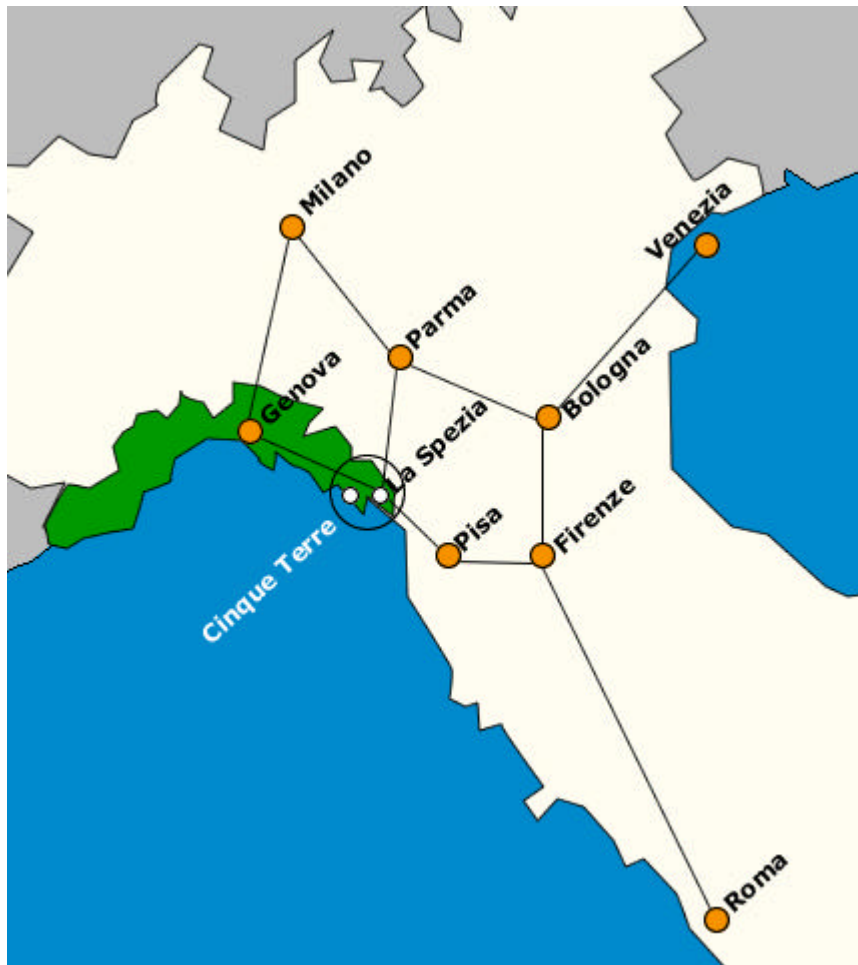 Milano
Venezia
Parma
Genova
Bologna
La Spezia
Pisa
Firenze
Cinque Terre
Roma